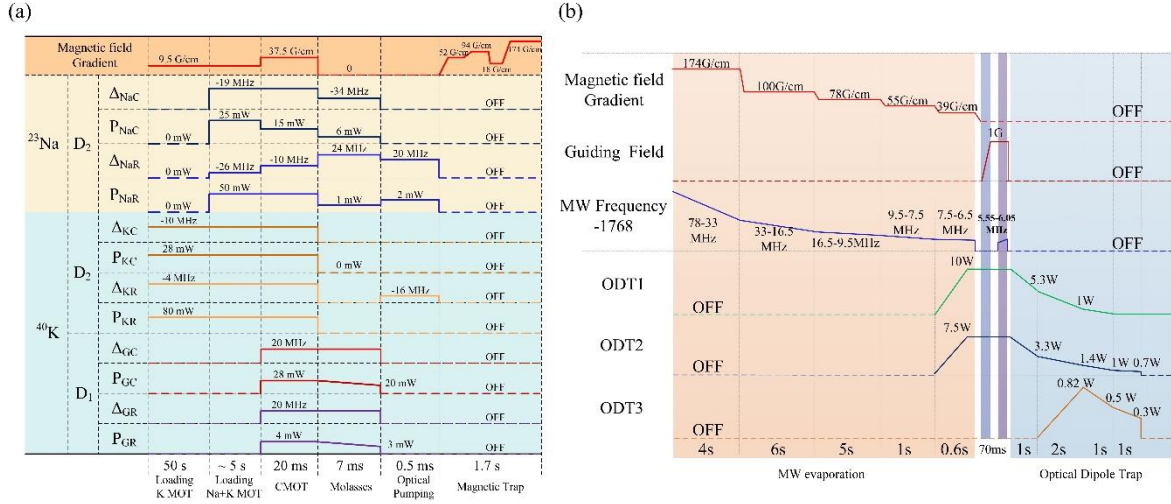 (a)
Magnetic field
Gradient
9.5 G/cm
37.5 G/cm
0
52 G/cm
94 G/cm
18 G/cm
174 G/cm
23Na
D2
ΔNaC
-19 MHz
-34 MHz
OFF
PNaC
0 mW
25 mW
15 mW
6 mW
OFF
ΔNaR
0 mW
-26 MHz
-10 MHz
24 MHz
20 MHz
OFF
PNaR
0 mW
50 mW
1 mW
2 mW
OFF
40K
D2
ΔKC
-10 MHz
OFF
PKC
28 mW
0 mW
OFF
ΔKR
-4 MHz
-16 MHz
OFF
PKR
80 mW
OFF
D1
ΔGC
20 MHz
OFF
PGC
28 mW
20 mW
OFF
ΔGR
20 MHz
OFF
PGR
4 mW
3 mW
OFF
50 s
~ 5 s
20 ms
7 ms
0.5 ms
1.7 s
Loading
K MOT
Loading
Na+K MOT
CMOT
Molasses
Optical
Pumping
Magnetic Trap
(b)
Magnetic field
Gradient
174G/cm
100G/cm
78G/cm
55G/cm
39G/cm
OFF
Guiding Field
1G
OFF
MW Frequency
-1768
78-33
MHz
33-16.5
MHz
16.5-9.5MHz
9.5-7.5
MHz
7.5-6.5
MHz
5.55-6.05
MHz
OFF
ODT1
OFF
10W
5.3W
1W
ODT2
OFF
7.5W
3.3W
1.4W
1W
0.7W
ODT3
OFF
0.82 W
0.5 W
0.3W
4s
6s
5s
1s
0.6s
70ms
1s
2s
1s
1s
MW evaporation
Optical Dipole Trap